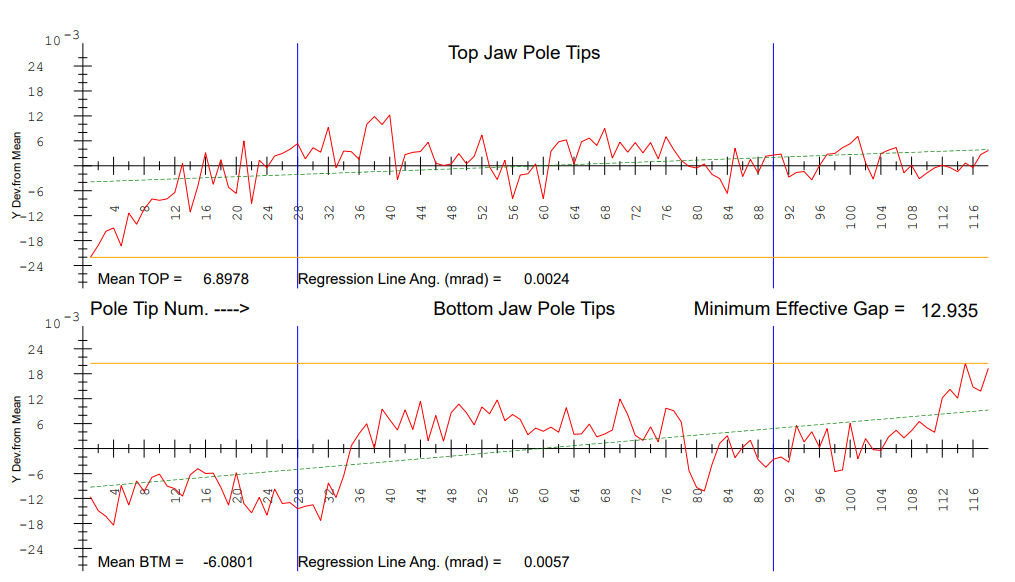 10⁻³
Top Jaw Pole Tips
24
18
12
6
−6
−12
−18
−24
Y Dev.from Mean
4 8 12 16 20 24 28 32 36 40 44 48 52 56 60 64 68 72 76 80 84 88 92 96 100 104 108 112 116
Mean TOP = 6.8978 Regression Line Ang. (mrad) = 0.0024
Pole Tip Num. ----> Bottom Jaw Pole Tips Minimum Effective Gap = 12.935
10⁻³
24
18
12
6
−6
−12
−18
−24
Y Dev.from Mean
4 8 12 16 20 24 28 32 36 40 44 48 52 56 60 64 68 72 76 80 84 88 92 96 100 104 108 112 116
Mean BTM = -6.0801 Regression Line Ang. (mrad) = 0.0057